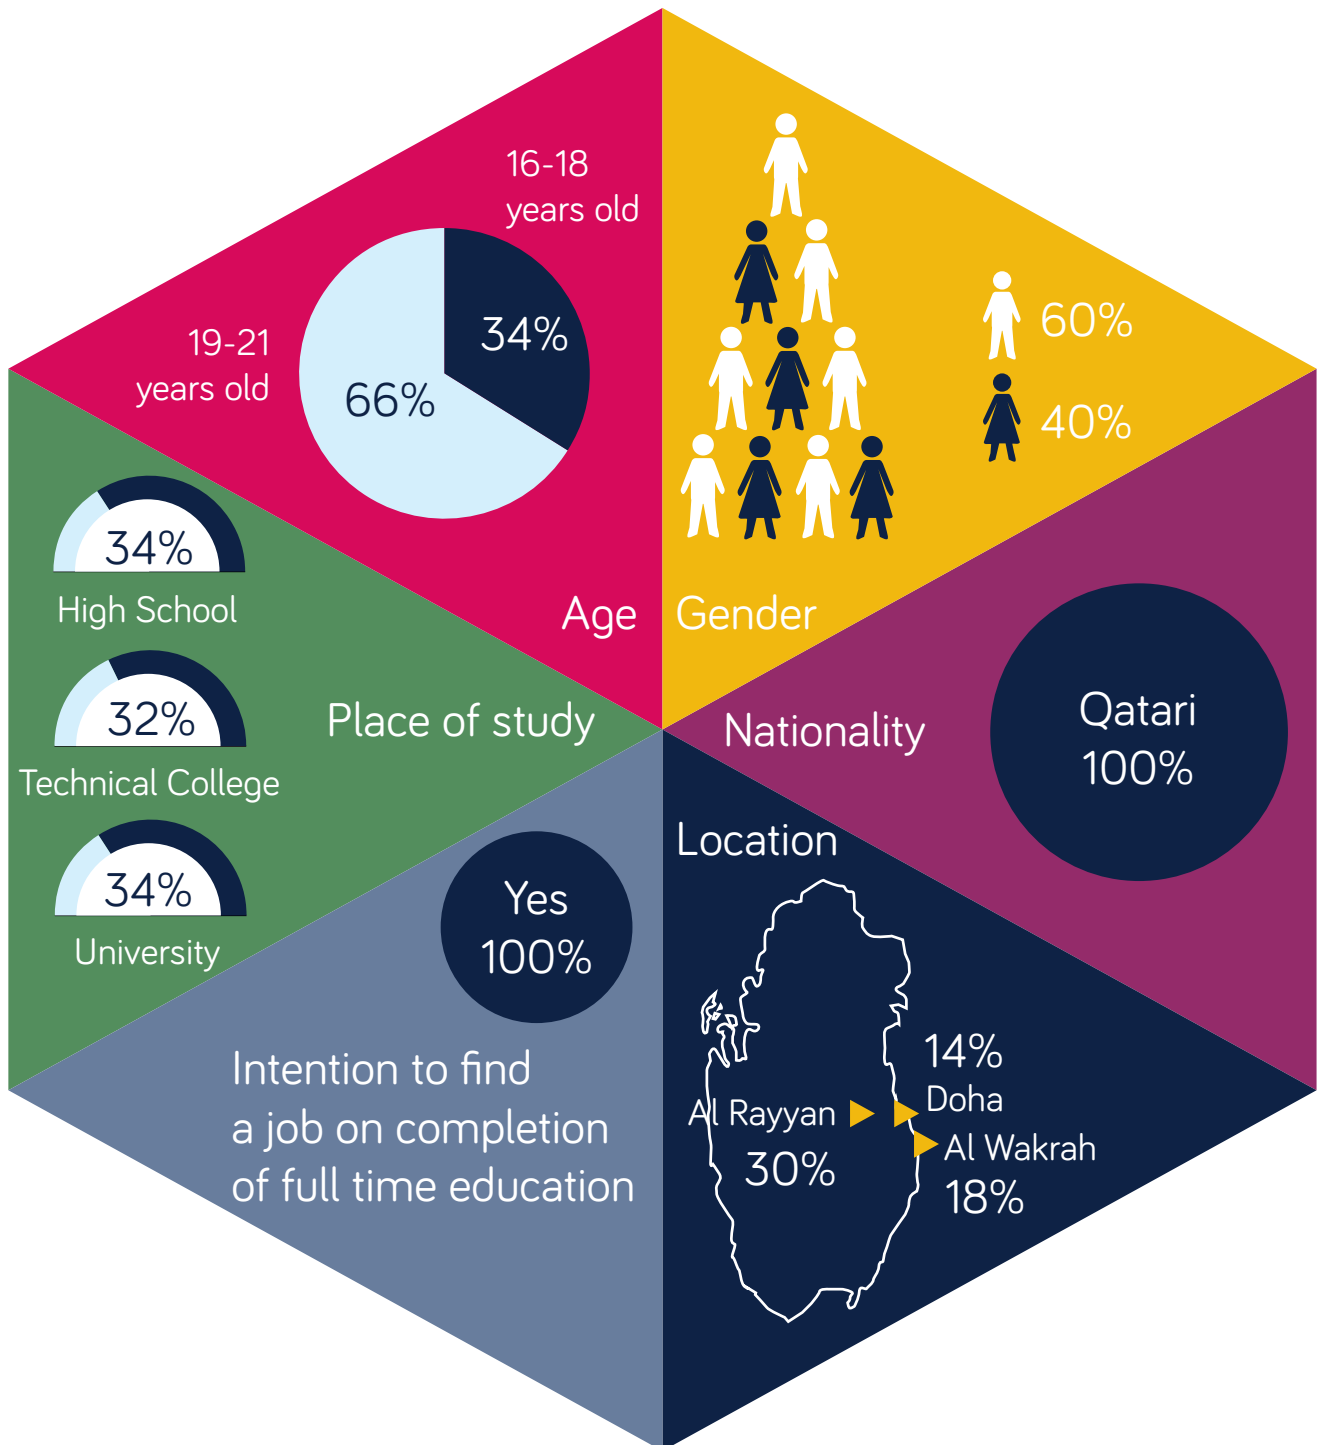 16-18
years old
34%
19-21
years old
66%
Age
60%
40%
Gender
34%
High School
32%
Technical College
34%
University
Place of study
Nationality
Qatari
100%
Yes
100%
Intention to find
a job on completion
of full time education
Location
14%
Doha
Al Rayyan
30%
Al Wakrah
18%